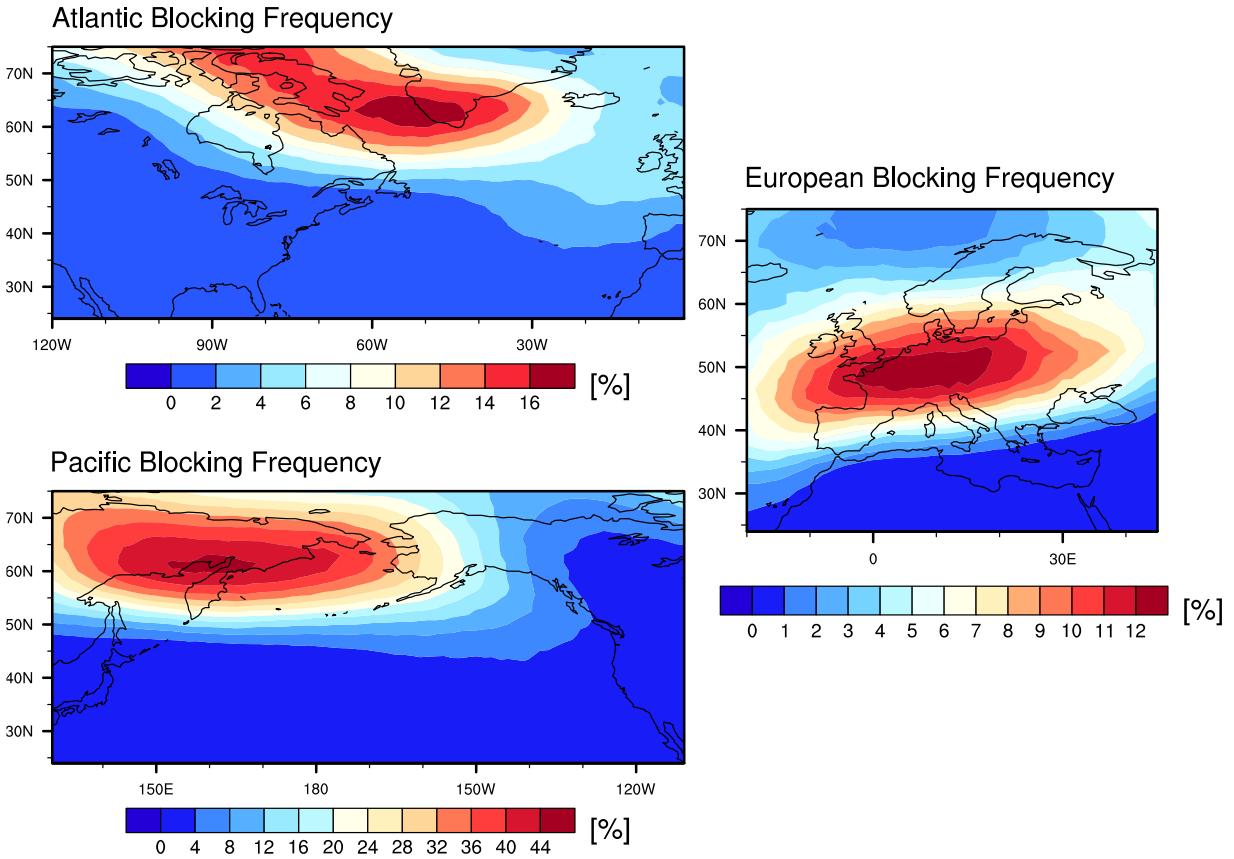 Atlantic Blocking Frequency
70N
60N
50N
40N
30N
120W 90W 60W 30W
0 2 4 6 8 10 12 14 16 [%]
European Blocking Frequency
70N
60N
50N
40N
30N
0 30E
0 1 2 3 4 5 6 7 8 9 10 11 12 [%]
Pacific Blocking Frequency
70N
60N
50N
40N
30N
150E 180 150W 120W
0 4 8 12 16 20 24 28 32 36 40 44 [%]